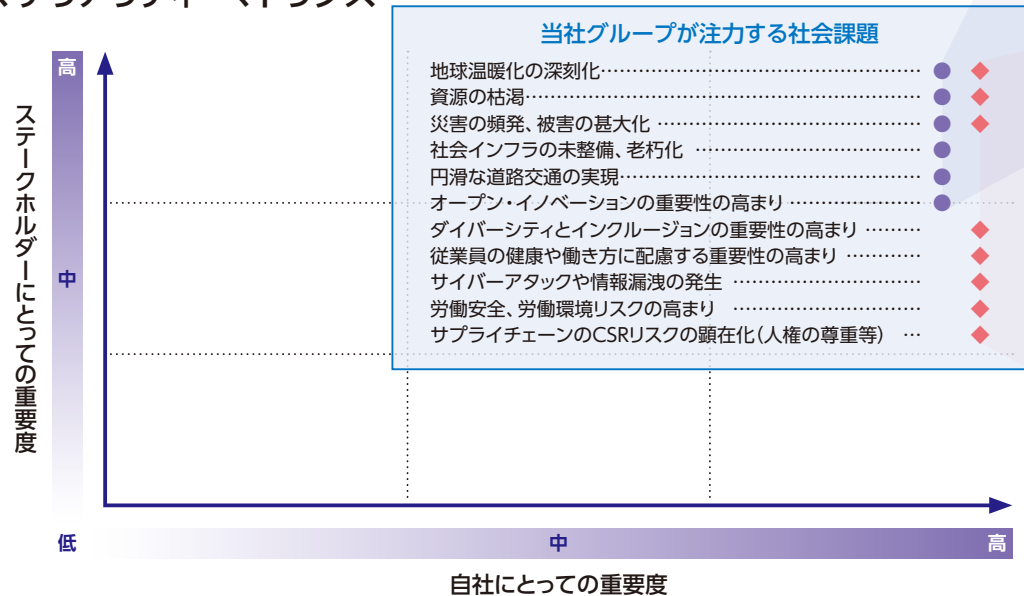 当社グループが注力する社会課題
地球温暖化の深刻化…………………………………………………
資源の枯渇……………………………………………………………
災害の頻発、被害の甚大化 …………………………………………
社会インフラの未整備、老朽化 ……………………………………
円滑な道路交通の実現………………………………………………
オープン・イノベーションの重要性の高まり ……………………
ダイバーシティとインクルージョンの重要性の高まり ………
従業員の健康や働き方に配慮する重要性の高まり …………
サイバーアタックや情報漏洩の発生 ……………………………
労働安全、労働環境リスクの高まり ……………………………
サプライチェーンのCSRリスクの顕在化(人権の尊重等) …
ステークホルダーにとっての重要度
高
中
低
中
高
自社にとっての重要度